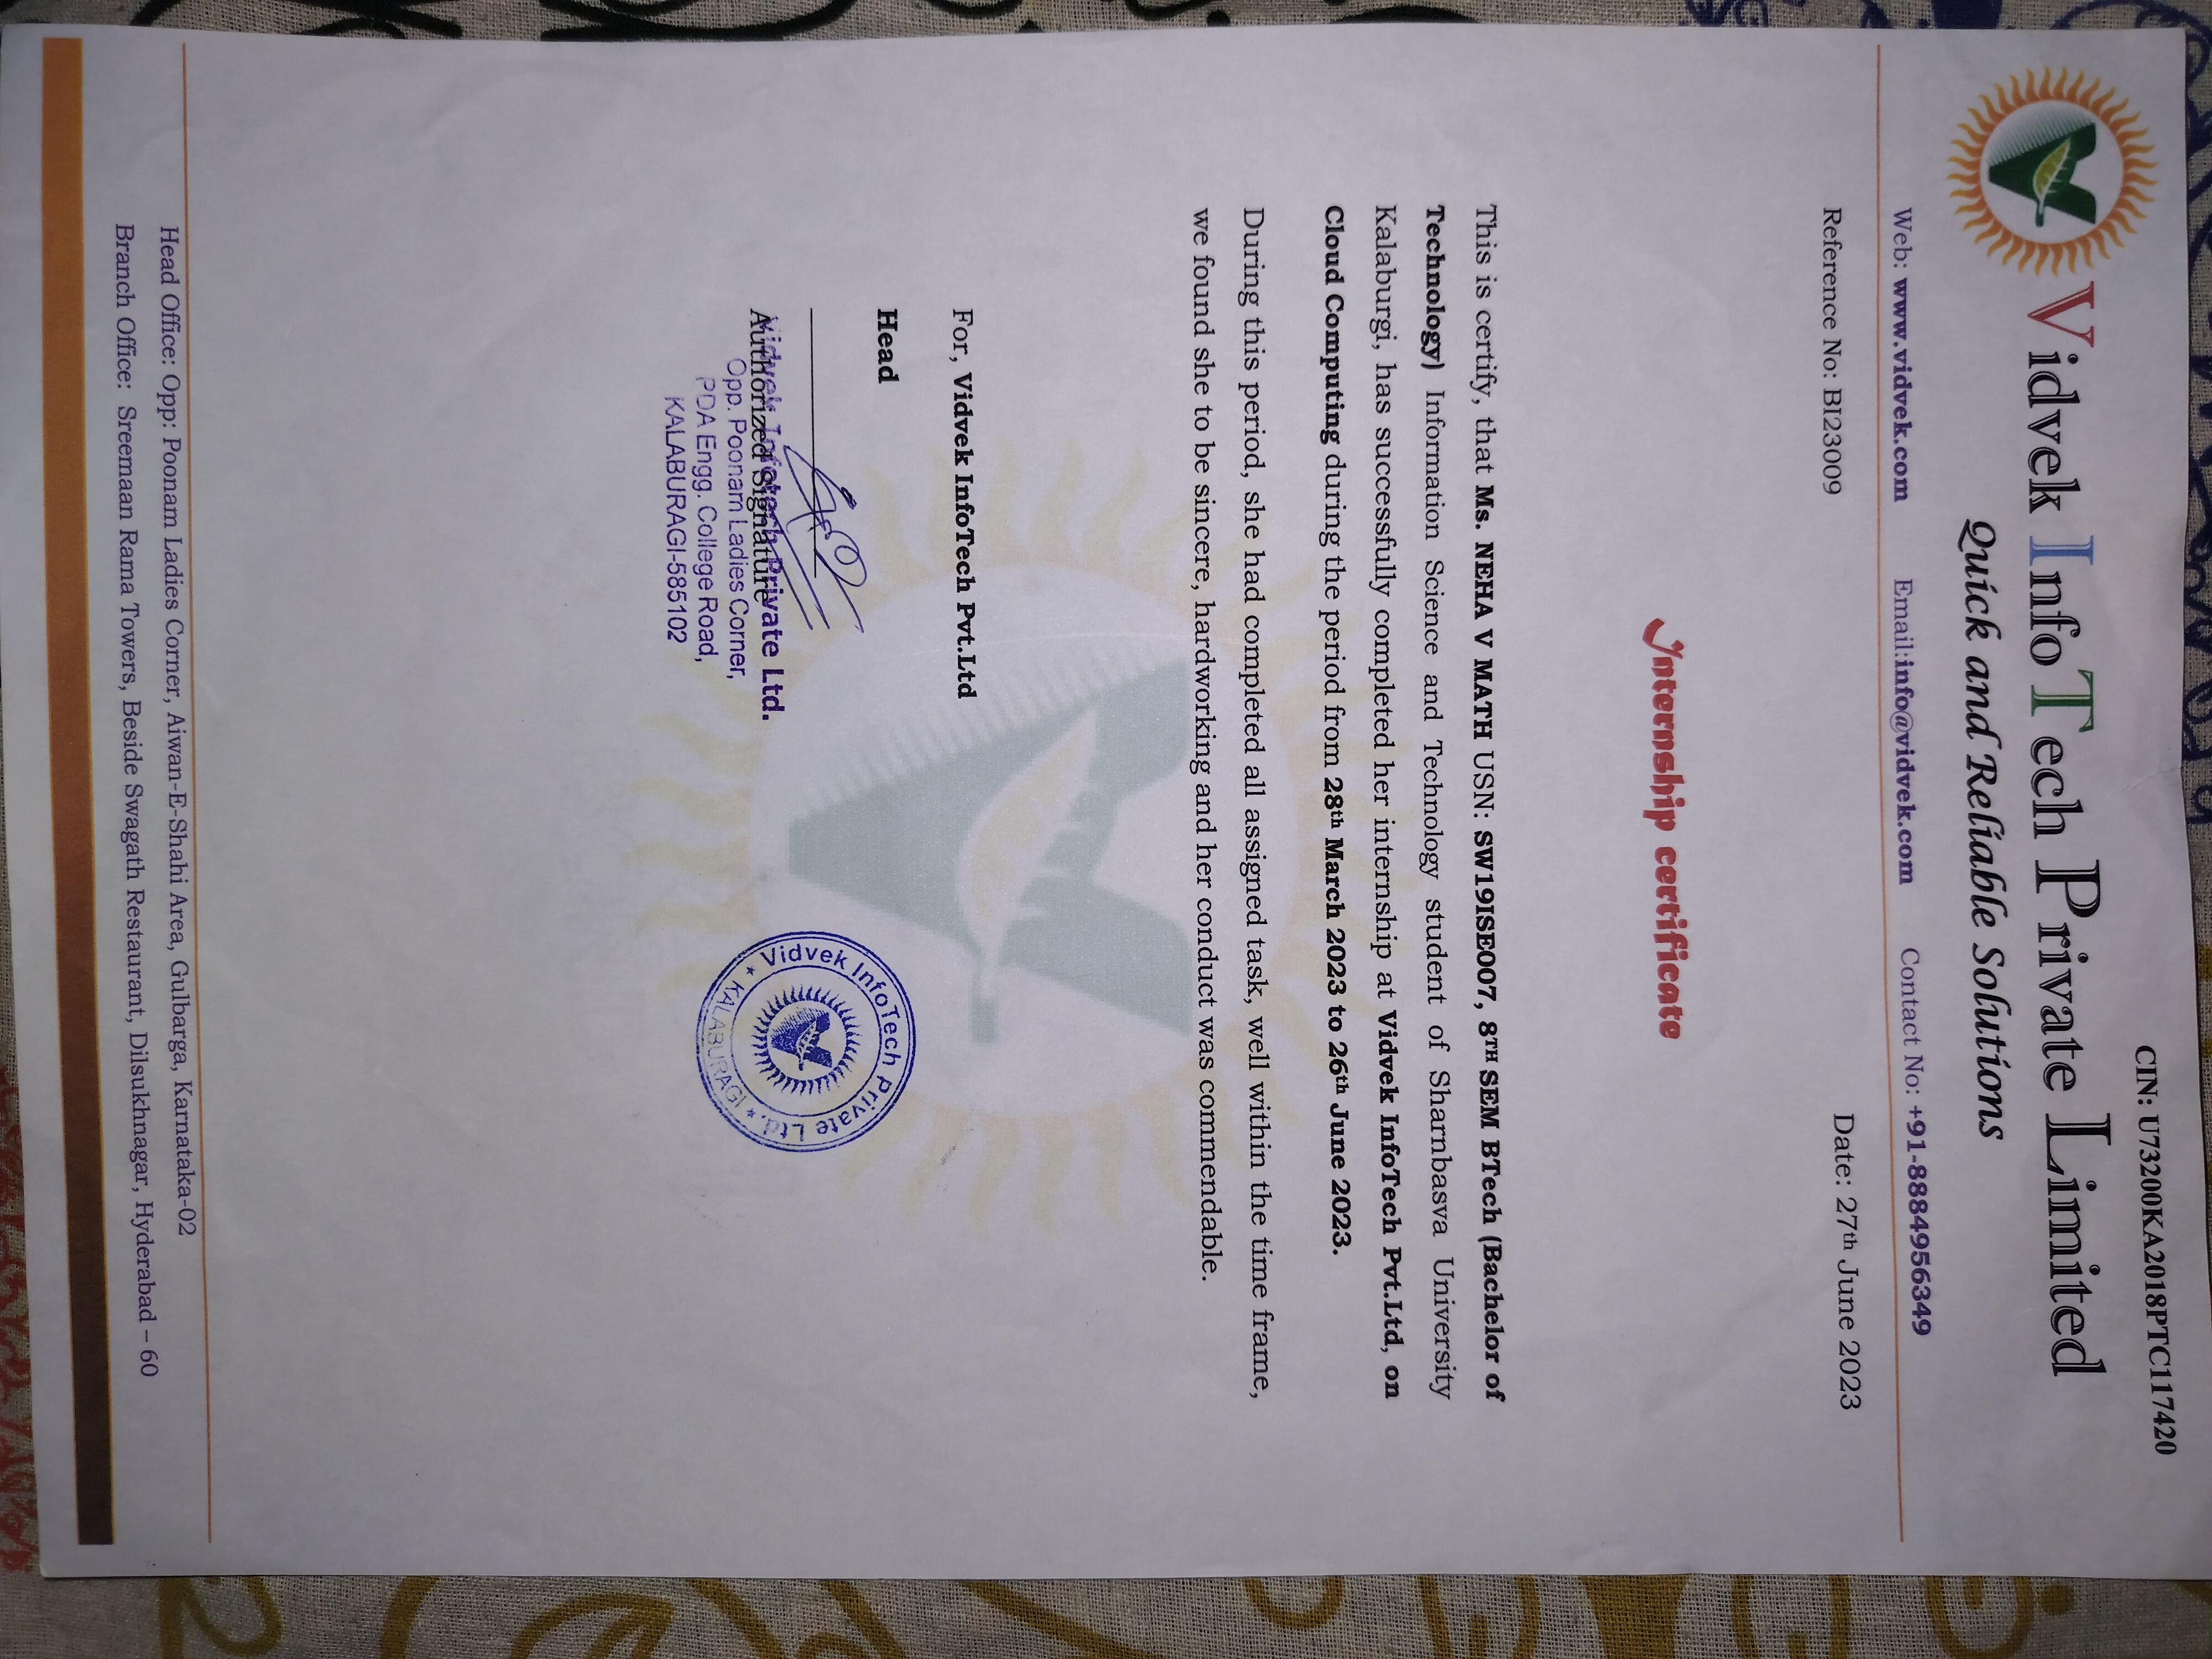 CIN: U73200KA2018PTC117420
Vidvek InfoTech Private Limited
Quick and Reliable Solutions
Web: www.vidvek.com Email:info@vidvek.com Contact No: +91-8884956349
Reference No: BI23009 Date: 27th June 2023
Internship certificate
This is certify, that Ms. NEHA V MATH USN: SW19ISE007, 8TH SEM BTech (Bachelor of
Technology) Information Science and Technology student of Sharnbasva University
Kalaburgi, has successfully completed her internship at Vidvek InfoTech Pvt.Ltd, on
Cloud Computing during the period from 28th March 2023 to 26th June 2023.
During this period, she had completed all assigned task, well within the time frame,
we found she to be sincere, hardworking and her conduct was commendable.
For, Vidvek InfoTech Pvt.Ltd
Head
Vidvek Infotech Private Ltd.
Authorized Signature
Opp. Poonam Ladies Corner,
PDA Engg. College Road,
KALABURAGI-585102
Vidvek InfoTech Private Ltd.
★ KALABURAGI ★
Head Office: Opp: Poonam Ladies Corner, Aiwan-E-Shahi Area, Gulbarga, Karnataka-02
Branch Office: Sreemaan Rama Towers, Beside Swagath Restaurant, Dilsukhnagar, Hyderabad – 60